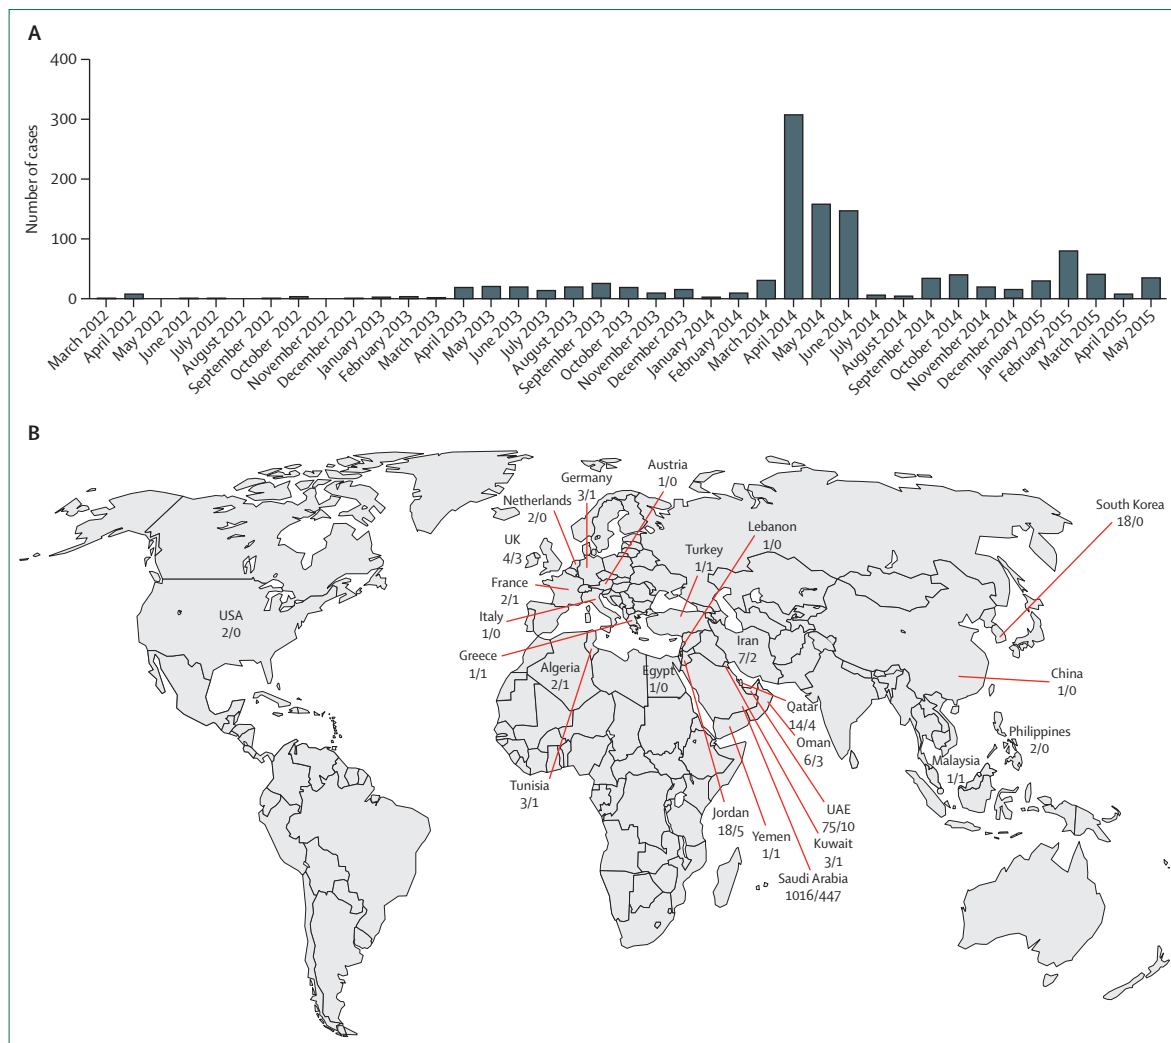 A
400
300
200
100
0
Number of cases
March 2012
April 2012
May 2012
June 2012
July 2012
August 2012
September 2012
October 2012
November 2012
December 2012
January 2013
February 2013
March 2013
April 2013
May 2013
June 2013
July 2013
August 2013
September 2013
October 2013
November 2013
December 2013
January 2014
February 2014
March 2014
April 2014
May 2014
June 2014
July 2014
August 2014
September 2014
October 2014
November 2014
December 2014
January 2015
February 2015
March 2015
April 2015
May 2015
B
Austria
1/0
Germany
3/1
Netherlands
2/0
UK
4/3
France
2/1
Italy
1/0
Greece
1/1
Lebanon
1/0
Turkey
1/1
South Korea
18/0
USA
2/0
Algeria
2/1
Egypt
1/0
Iran
7/2
China
1/0
Qatar
14/4
Oman
6/3
Philippines
2/0
Malaysia
1/1
Tunisia
3/1
Jordan
18/5
Yemen
1/1
UAE
75/10
Kuwait
3/1
Saudi Arabia
1016/447